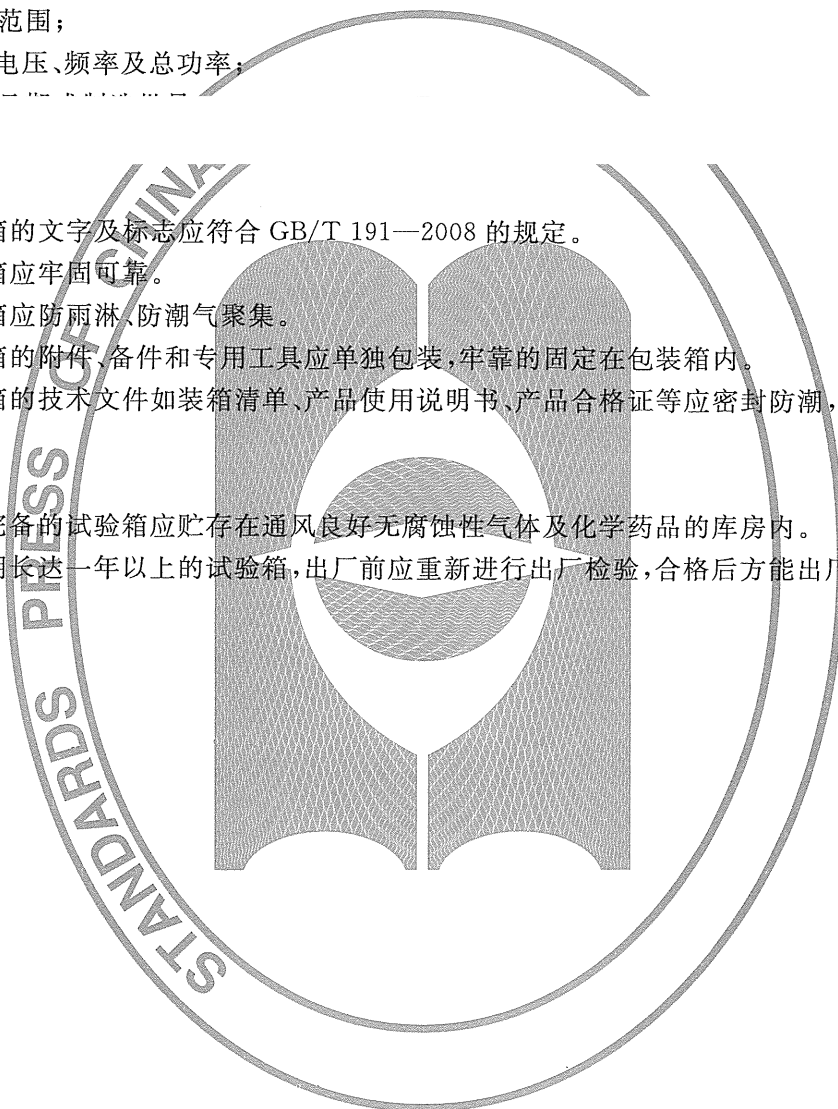 范围；
电压、频率及总功率；
箱的文字及标志应符合 GB/T 191—2008 的规定。
箱应牢固可靠。
箱应防雨淋、防潮气聚集。
箱的附件、备件和专用工具应单独包装，牢靠的固定在包装箱内。
箱的技术文件如装箱清单、产品使用说明书、产品合格证等应密封防潮，
完备的试验箱应贮存在通风良好无腐蚀性气体及化学药品的库房内。
期长达一年以上的试验箱，出厂前应重新进行出厂检验，合格后方能出厂
STANDARDS PRESS OF CHINA